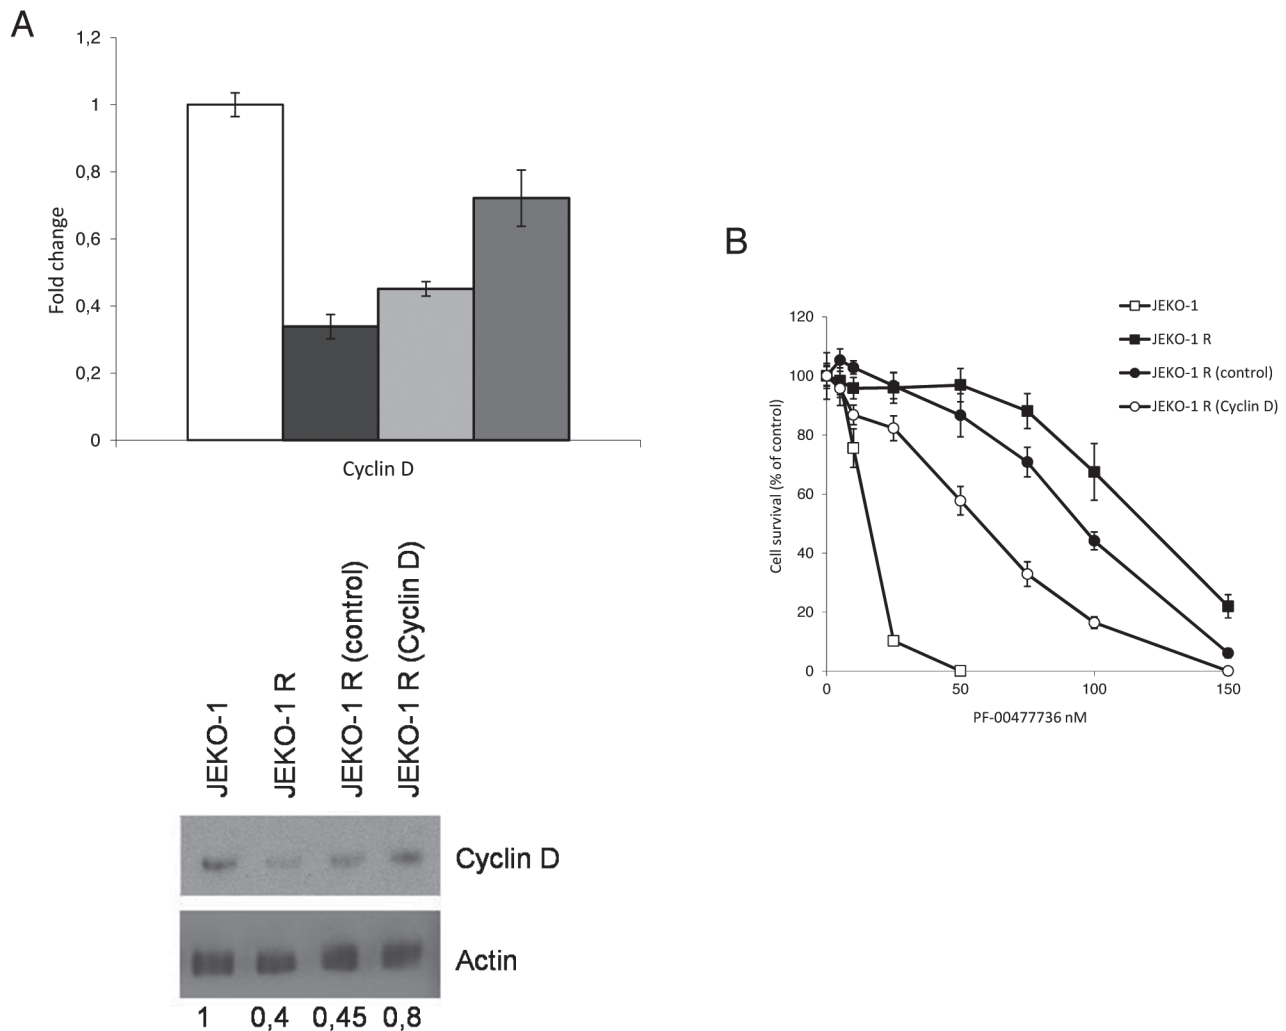 A
1,2
1
0,8
0,6
0,4
0,2
0
Fold change
Cyclin D
JEKO-1
JEKO-1 R
JEKO-1 R (control)
JEKO-1 R (Cyclin D)
Cyclin D
Actin
1 0,4 0,45 0,8
B
JEKO-1
JEKO-1 R
JEKO-1 R (control)
JEKO-1 R (Cyclin D)
120
100
80
60
40
20
0
Cell survival (% of control)
0 50 100 150
PF-00477736 nM